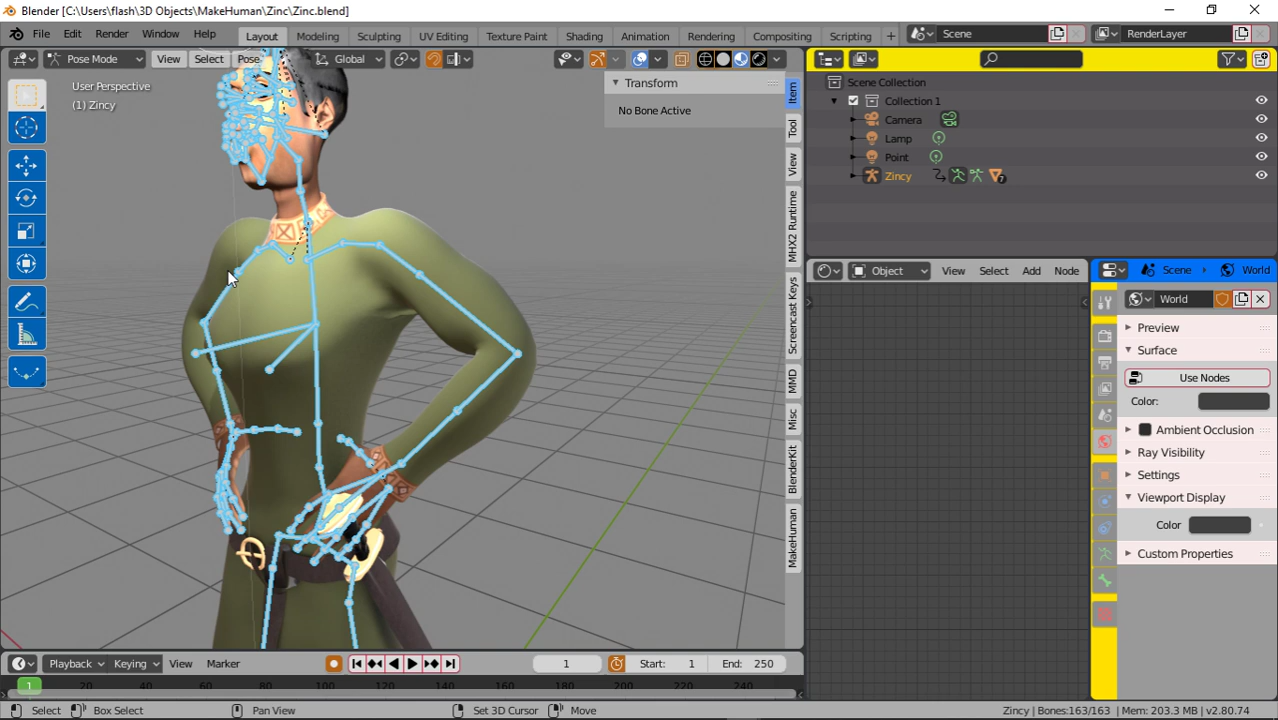 Blender [C:\Users\flash\3D Objects\MakeHuman\Zinc\Zinc.blend]
File Edit Render Window Help
Layout Modeling Sculpting UV Editing Texture Paint Shading Animation Rendering Compositing Scripting
Scene
RenderLayer
Pose Mode View Select Pose Global
User Perspective
(1) Zincy
Transform
No Bone Active
Item
Tool
View
MHX2 Runtime
Screencast Keys
MMD
Misc
BlenderKit
MakeHuman
Scene Collection
Collection 1
Camera
Lamp
Point
Zincy
7
Object View Select Add Node
Scene World
World
Preview
Surface
Use Nodes
Color:
Ambient Occlusion
Ray Visibility
Settings
Viewport Display
Color
Custom Properties
Playback Keying View Marker
1 Start: 1 End: 250
1 20 40 60 80 100 120 140 160 180 200 220 240
Select Box Select Pan View Set 3D Cursor Move Zincy | Bones:163/163 | Mem: 203.3 MB | v2.80.74